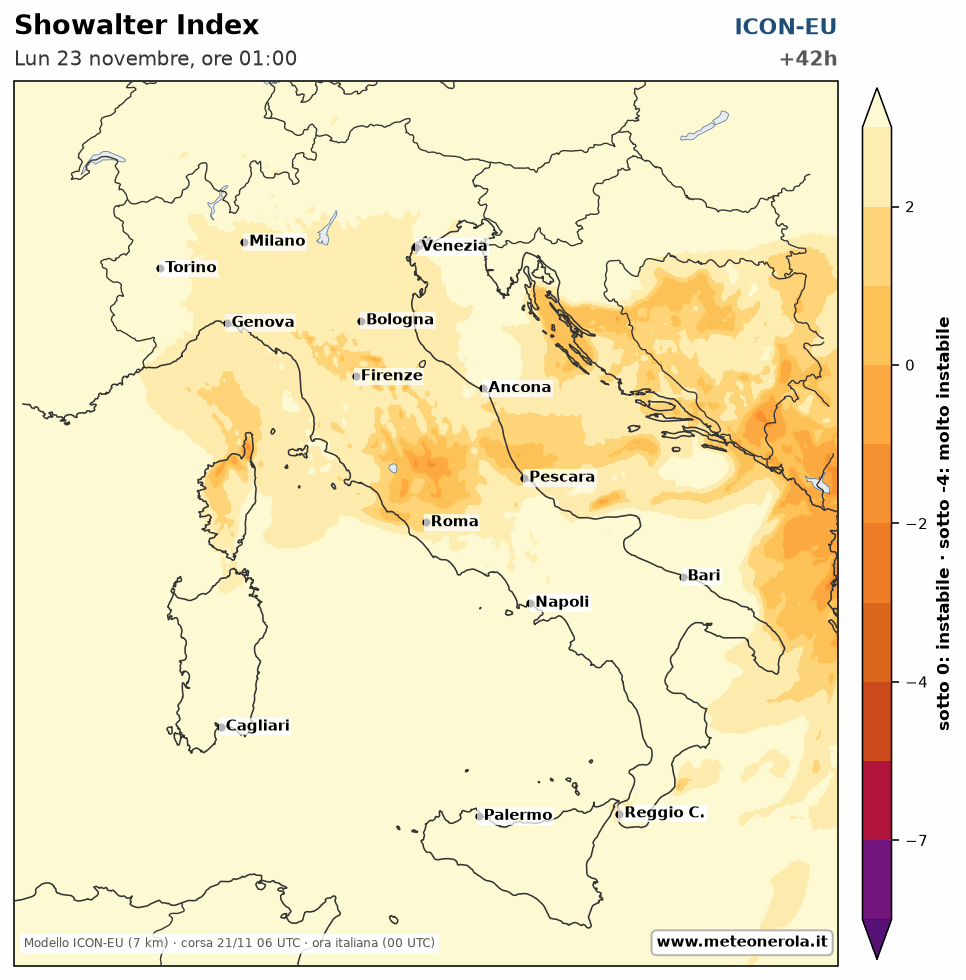 Showalter Index
ICON-EU
Lun 23 novembre, ore 01:00
+42h
Milano
Venezia
Torino
Genova
Bologna
Firenze
Ancona
Pescara
Roma
Bari
Napoli
Cagliari
Palermo
Reggio C.
2
0
−2
−4
−7
sotto 0: instabile · sotto -4: molto instabile
Modello ICON-EU (7 km) · corsa 21/11 06 UTC · ora italiana (00 UTC)
www.meteonerola.it